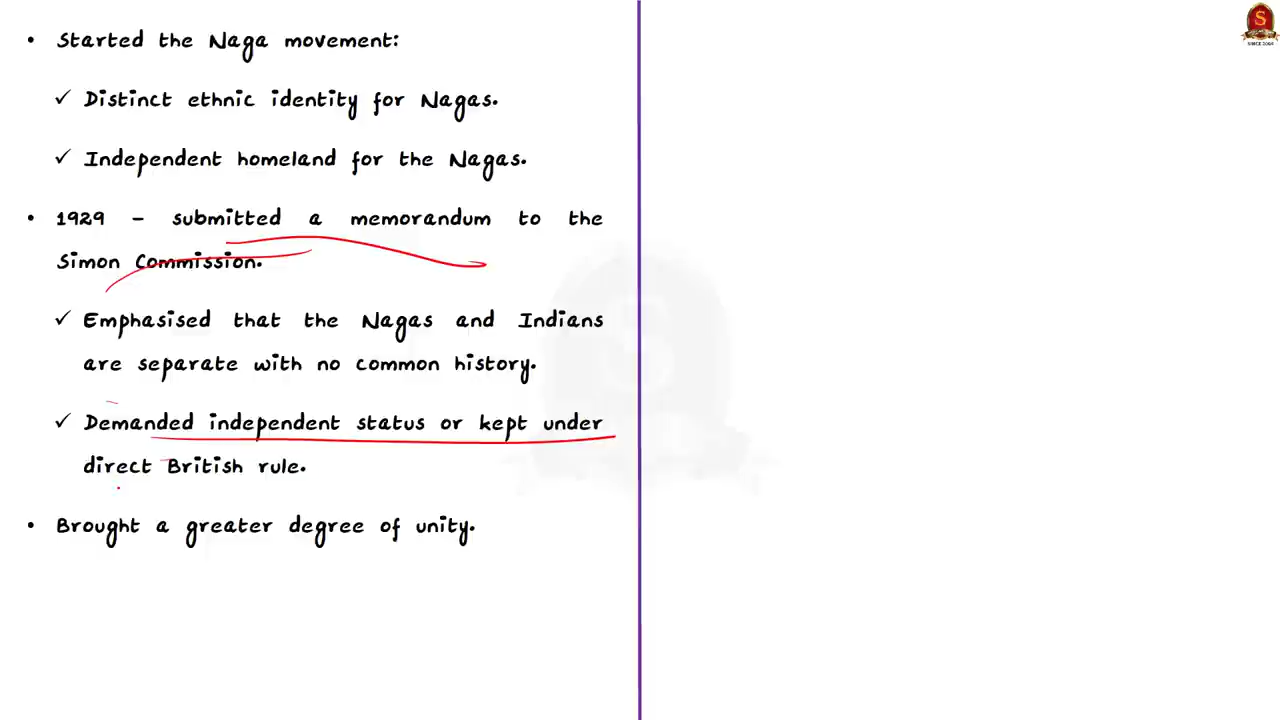 • Started the Naga movement:
✓ Distinct ethnic identity for Nagas.
✓ Independent homeland for the Nagas.
• 1929 - submitted a memorandum to the
Simon Commission.
✓ Emphasised that the Nagas and Indians
are separate with no common history.
✓ Demanded independent status or kept under
direct British rule.
• Brought a greater degree of unity.
S
SINCE 2004